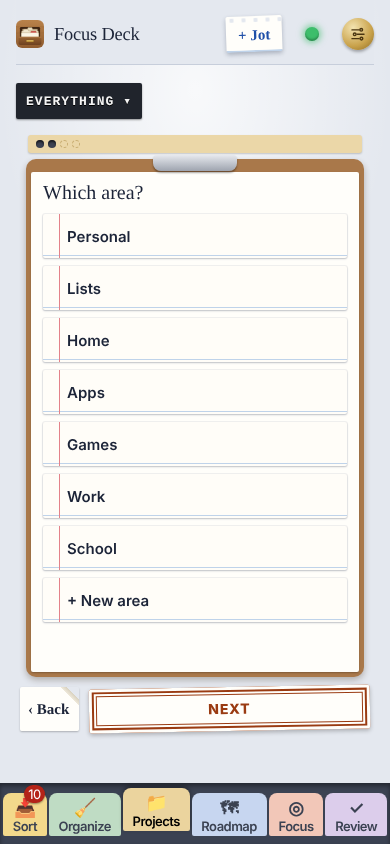 Focus Deck
+ Jot
EVERYTHING ▾
Which area?
Personal
Lists
Home
Apps
Games
Work
School
+ New area
‹ Back
NEXT
10
Sort
Organize
Projects
Roadmap
Focus
Review